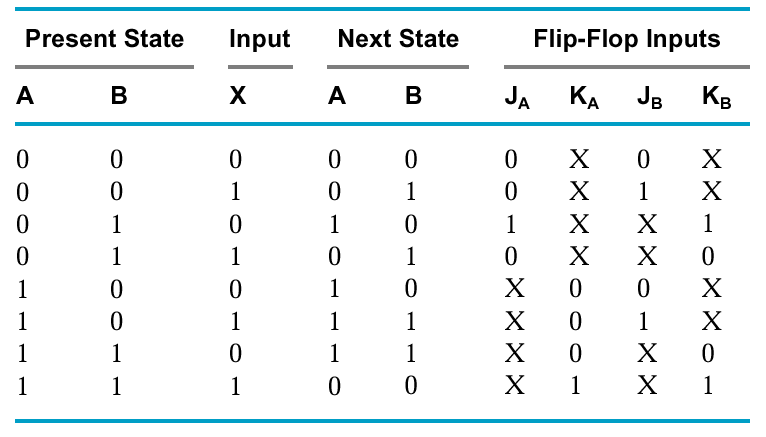 Present State Input Next State Flip-Flop Inputs
A B X A B J_A K_A J_B K_B
0 0 0 0 0 0 X 0 X
0 0 1 0 1 0 X 1 X
0 1 0 1 0 1 X X 1
0 1 1 0 1 0 X X 0
1 0 0 1 0 X 0 0 X
1 0 1 1 1 X 0 1 X
1 1 0 1 1 X 0 X 0
1 1 1 0 0 X 1 X 1